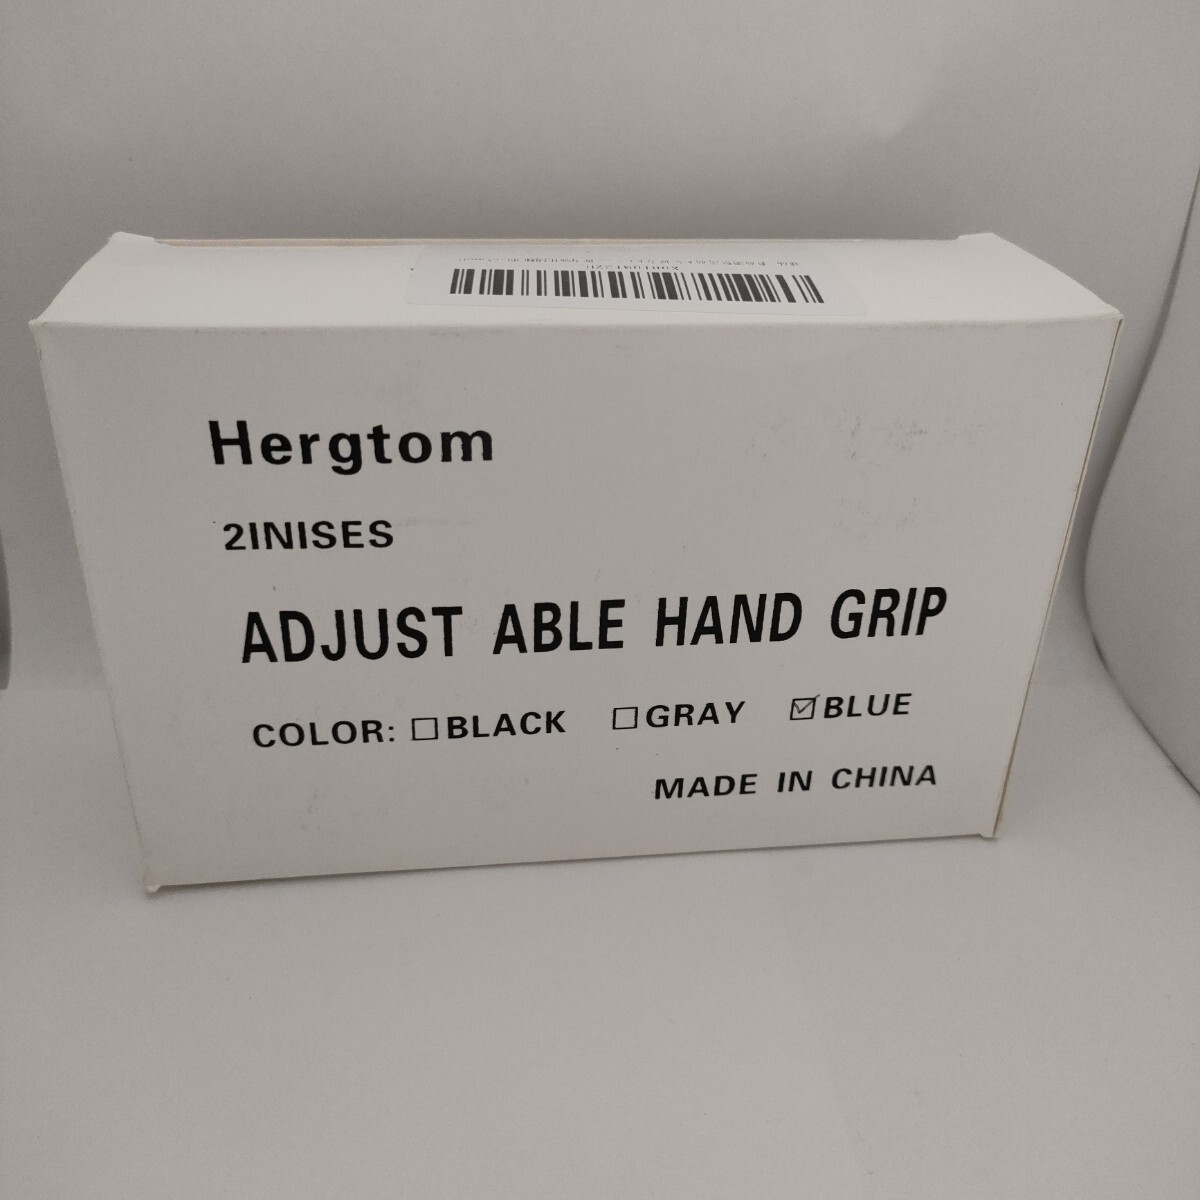 Hergtom
2INISES
ADJUST ABLE HAND GRIP
COLOR: ☐BLACK ☐GRAY ☑BLUE
MADE IN CHINA